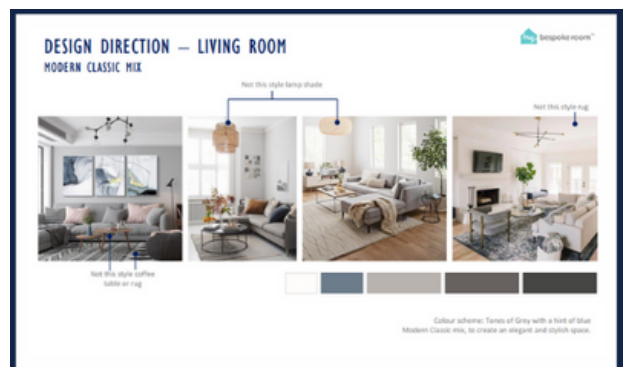 DESIGN DIRECTION – LIVING ROOM
MODERN CLASSIC MIX
bespoke room™
Not this style lamp shade
Not this style rug
Not this style coffee
table or rug
Colour scheme: Tones of Grey with a hint of blue
Modern Classic mix, to create an elegant and stylish space.